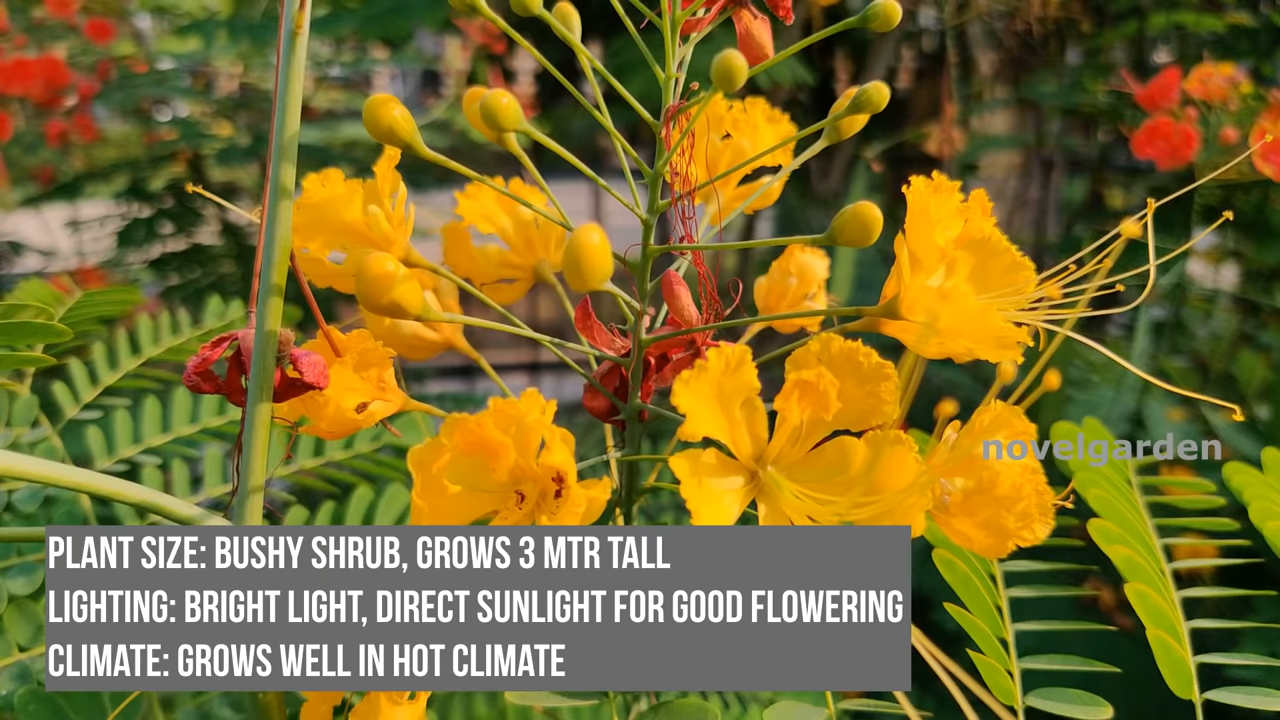 novelgarden
PLANT SIZE: BUSHY SHRUB, GROWS 3 MTR TALL
LIGHTING: BRIGHT LIGHT, DIRECT SUNLIGHT FOR GOOD FLOWERING
CLIMATE: GROWS WELL IN HOT CLIMATE